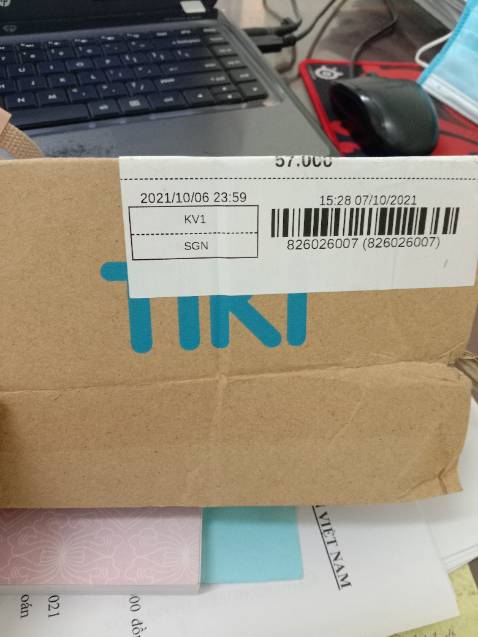 57.000
2021/10/06 23:59
15:28 07/10/2021
KV1
SGN
826026007 (826026007)
TIKI
VIỆT NAM
00 đồn
021
oán